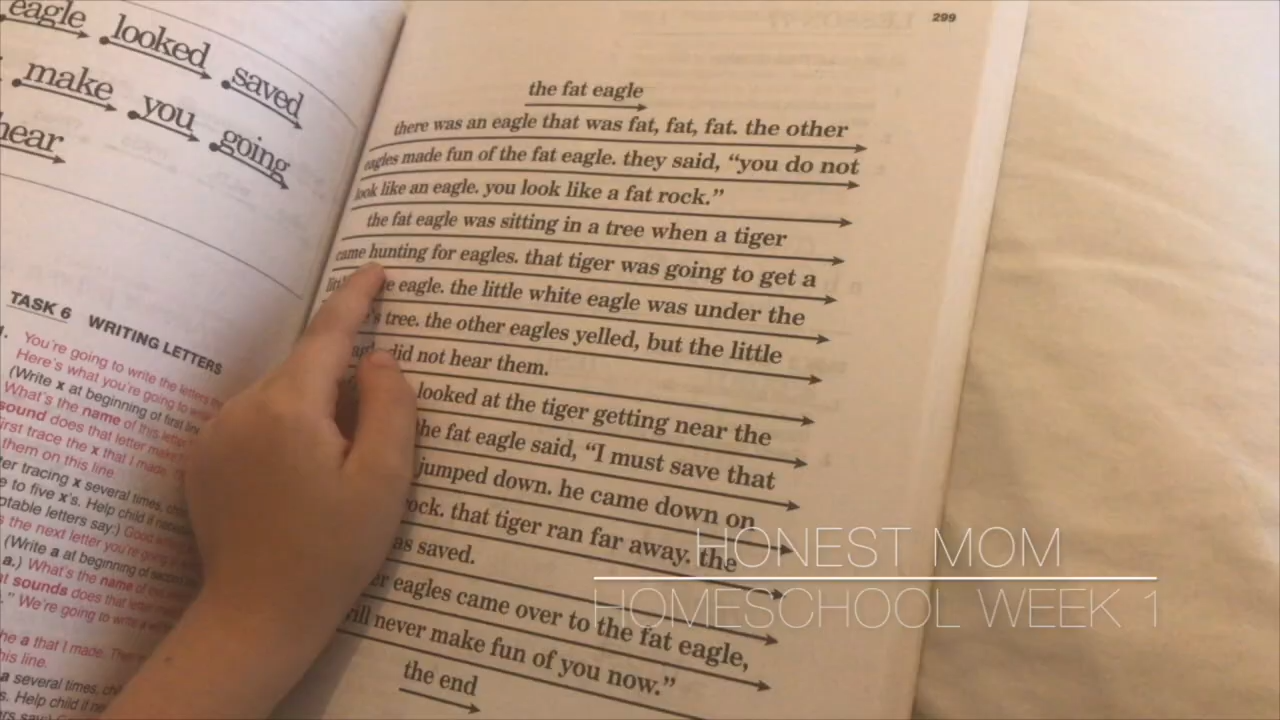 eagle looked saved
make you going
hear
TASK 6 WRITING LETTERS
You're going to write the letters
Here's what you're going to
(Write x at beginning of first line
What's the name of this letter
sound does that letter make
first trace the x that I made.
them on this line.
tracing x several times,
to five x's. Help child if
letters say:) Good
the next letter you're going
(Write a at beginning of second
a.) What's the name of
sounds does that letter
We're going to write a
a that I made. Then
this line.
a several times,
s. Help child if
299
the fat eagle
there was an eagle that was fat, fat, fat. the other
eagles made fun of the fat eagle. they said, “you do not
look like an eagle. you look like a fat rock.”
the fat eagle was sitting in a tree when a tiger
came hunting for eagles. that tiger was going to get a
eagle. the little white eagle was under the
tree. the other eagles yelled, but the little
did not hear them.
looked at the tiger getting near the
the fat eagle said, “I must save that
jumped down. he came down on
rock. that tiger ran far away. the
was saved.
eagles came over to the fat eagle,
will never make fun of you now.”
the end
HONEST MOM
HOMESCHOOL WEEK 1